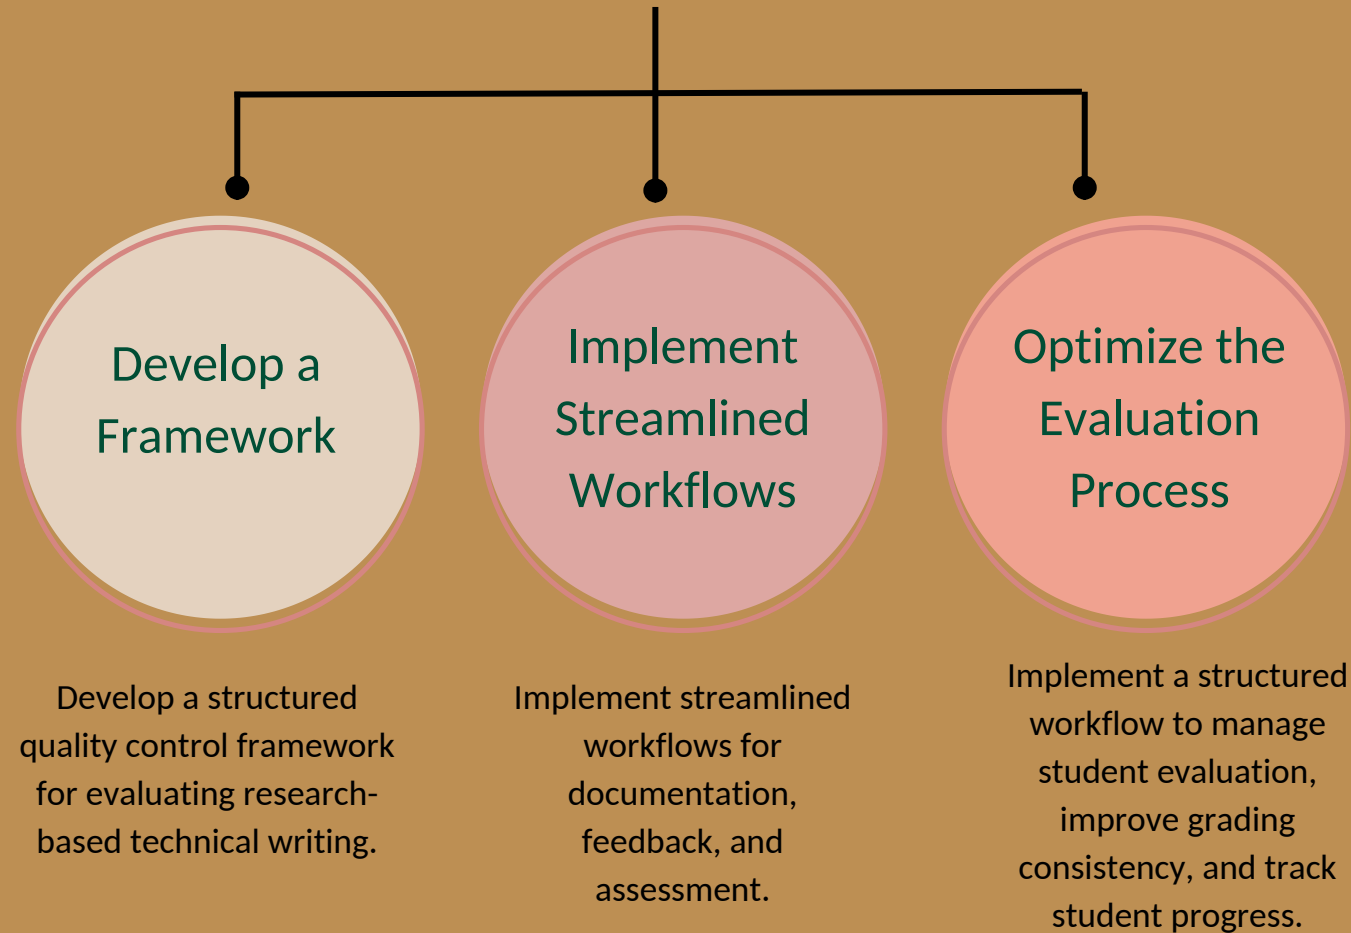 Develop a
Framework
Implement
Streamlined
Workflows
Optimize the
Evaluation
Process
Develop a structured
quality control framework
for evaluating research-
based technical writing.
Implement streamlined
workflows for
documentation,
feedback, and
assessment.
Implement a structured
workflow to manage
student evaluation,
improve grading
consistency, and track
student progress.